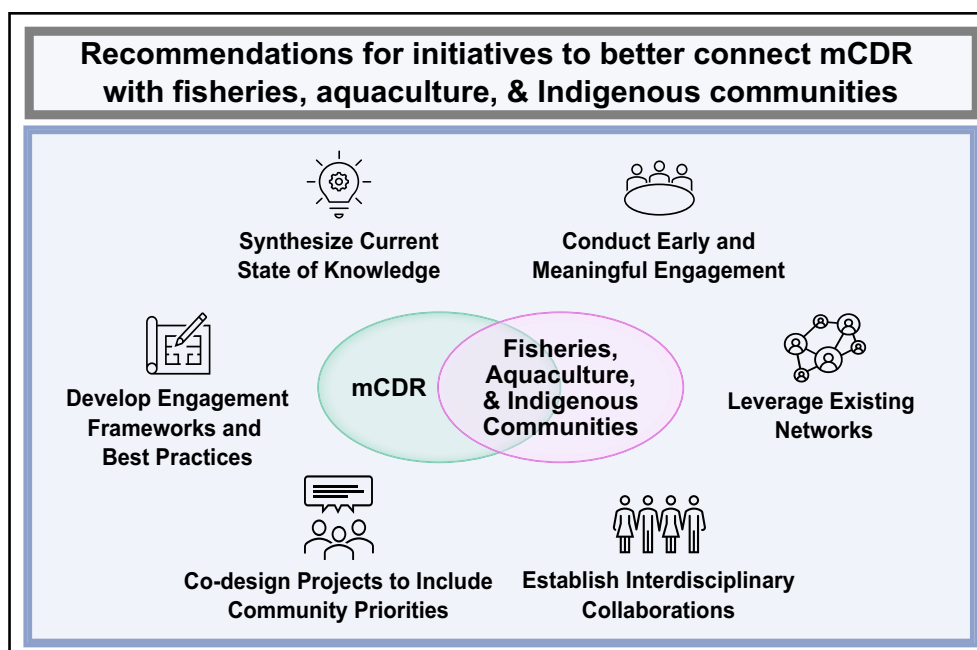 Recommendations for initiatives to better connect mCDR
with fisheries, aquaculture, & Indigenous communities
Synthesize Current
State of Knowledge
Conduct Early and
Meaningful Engagement
Develop Engagement
Frameworks and
Best Practices
mCDR
Fisheries,
Aquaculture,
& Indigenous
Communities
Leverage Existing
Networks
Co-design Projects to Include
Community Priorities
Establish Interdisciplinary
Collaborations